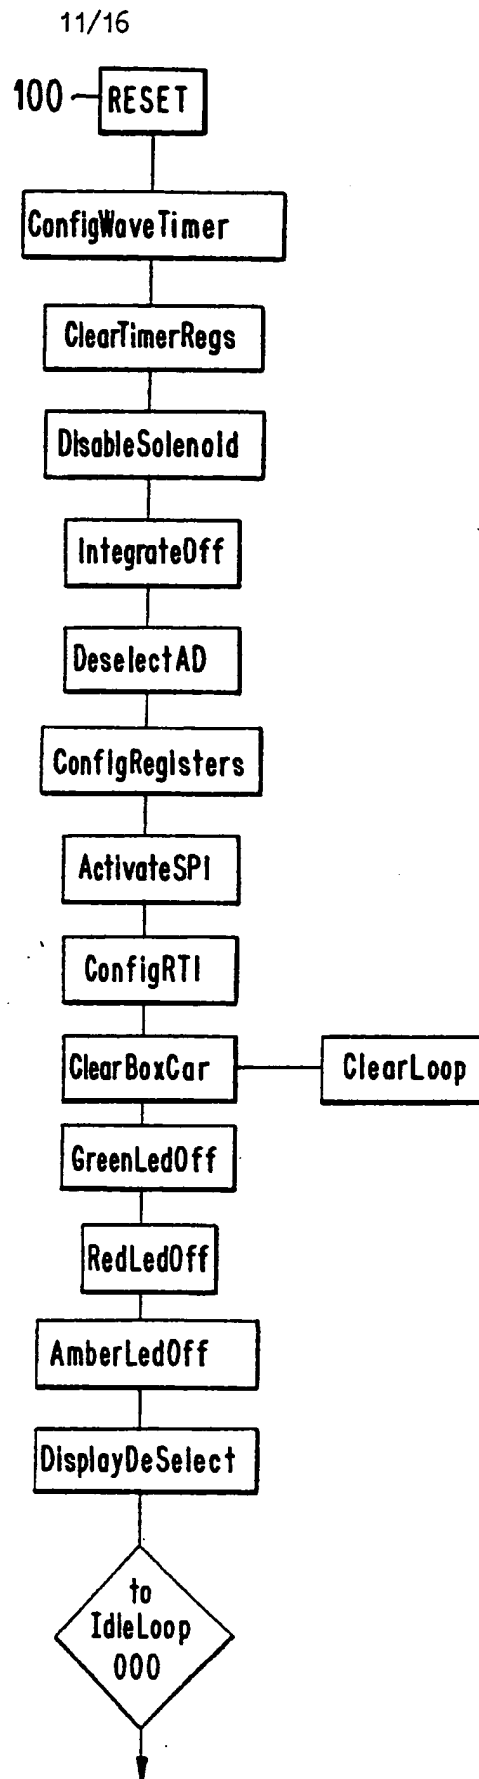 11/16
100 RESET
ConfigWaveTimer
ClearTimerRegs
DisableSolenoid
IntegrateOff
DeselectAD
ConfigRegisters
ActivateSPI
ConfigRTI
ClearBoxCar ClearLoop
GreenLedOff
RedLedOff
AmberLedOff
DisplayDeSelect
to
IdleLoop
000